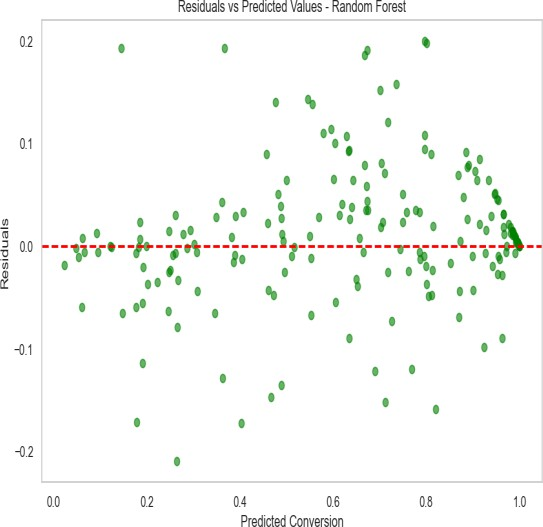 Residuals vs Predicted Values - Random Forest
Residuals
0.2
0.1
0.0
−0.1
−0.2
0.0 0.2 0.4 0.6 0.8 1.0
Predicted Conversion